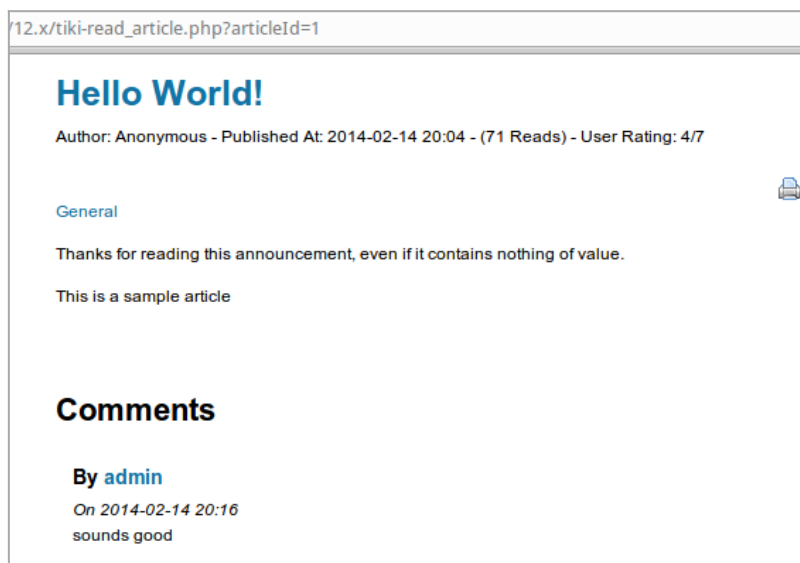 /12.x/tiki-read_article.php?articleId=1
Hello World!
Author: Anonymous - Published At: 2014-02-14 20:04 - (71 Reads) - User Rating: 4/7
General
Thanks for reading this announcement, even if it contains nothing of value.
This is a sample article
Comments
By admin
On 2014-02-14 20:16
sounds good